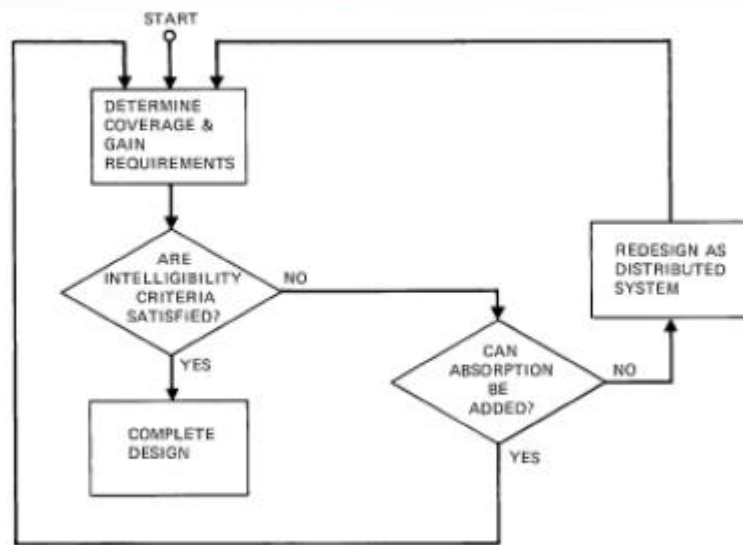 START
DETERMINE
COVERAGE &
GAIN
REQUIREMENTS
ARE
INTELLIGIBILITY
CRITERIA
SATISFIED?
NO
YES
COMPLETE
DESIGN
CAN
ABSORPTION
BE
ADDED?
NO
YES
REDESIGN AS
DISTRIBUTED
SYSTEM